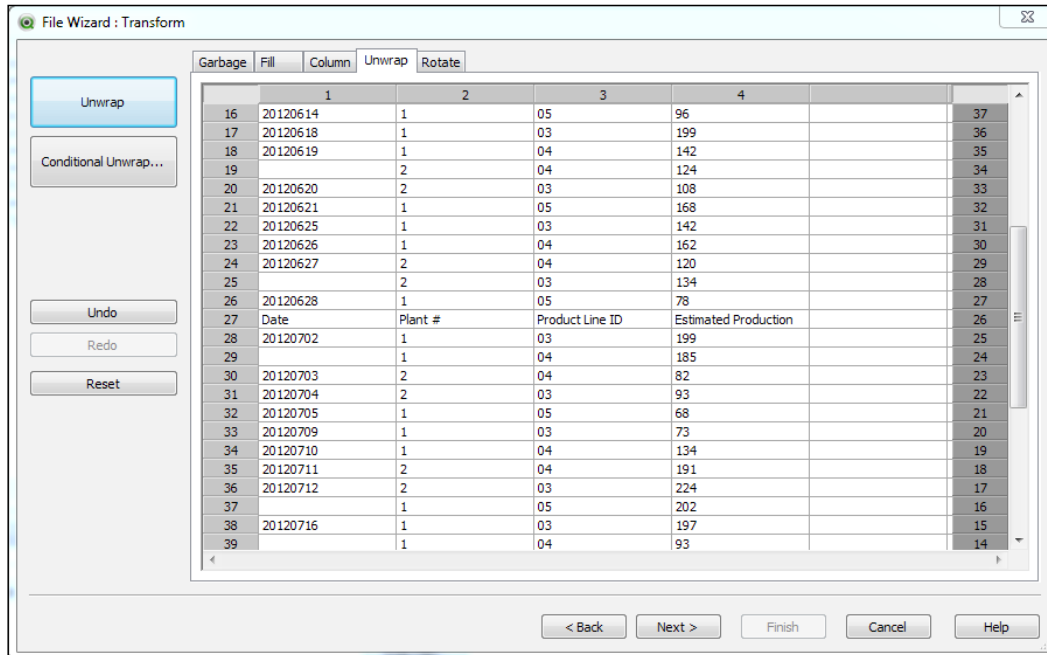 File Wizard : Transform
Garbage Fill Column Unwrap Rotate
Unwrap
Conditional Unwrap...
Undo
Redo
Reset
1 2 3 4
16 20120614 1 05 96 37
17 20120618 1 03 199 36
18 20120619 1 04 142 35
19 2 04 124 34
20 20120620 2 03 108 33
21 20120621 1 05 168 32
22 20120625 1 03 142 31
23 20120626 1 04 162 30
24 20120627 2 04 120 29
25 2 03 134 28
26 20120628 1 05 78 27
27 Date Plant # Product Line ID Estimated Production 26
28 20120702 1 03 199 25
29 1 04 185 24
30 20120703 2 04 82 23
31 20120704 2 03 93 22
32 20120705 1 05 68 21
33 20120709 1 03 73 20
34 20120710 1 04 134 19
35 20120711 2 04 191 18
36 20120712 2 03 224 17
37 1 05 202 16
38 20120716 1 03 197 15
39 1 04 93 14
< Back Next > Finish Cancel Help